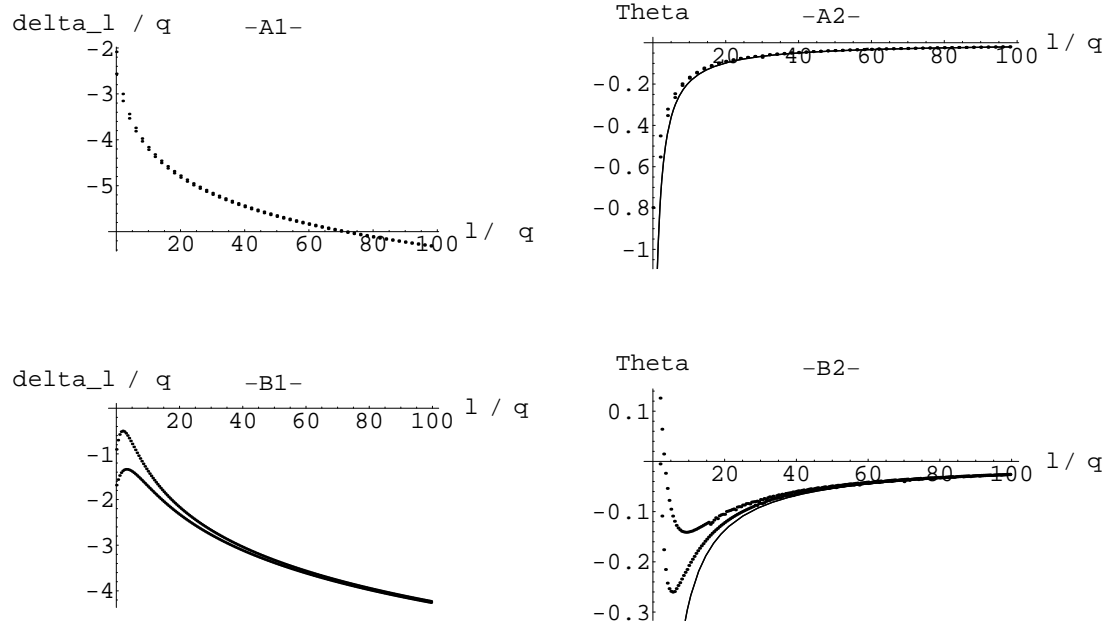 delta_l / q -A1-
-2
-3
-4
-5
20 40 60 80 100 l/ q
Theta -A2-
20 40 60 80 100 l/ q
-0.2
-0.4
-0.6
-0.8
-1
delta_l / q -B1-
20 40 60 80 100 l / q
-1
-2
-3
-4
Theta -B2-
0.1
20 40 60 80 100 l/ q
-0.1
-0.2
-0.3